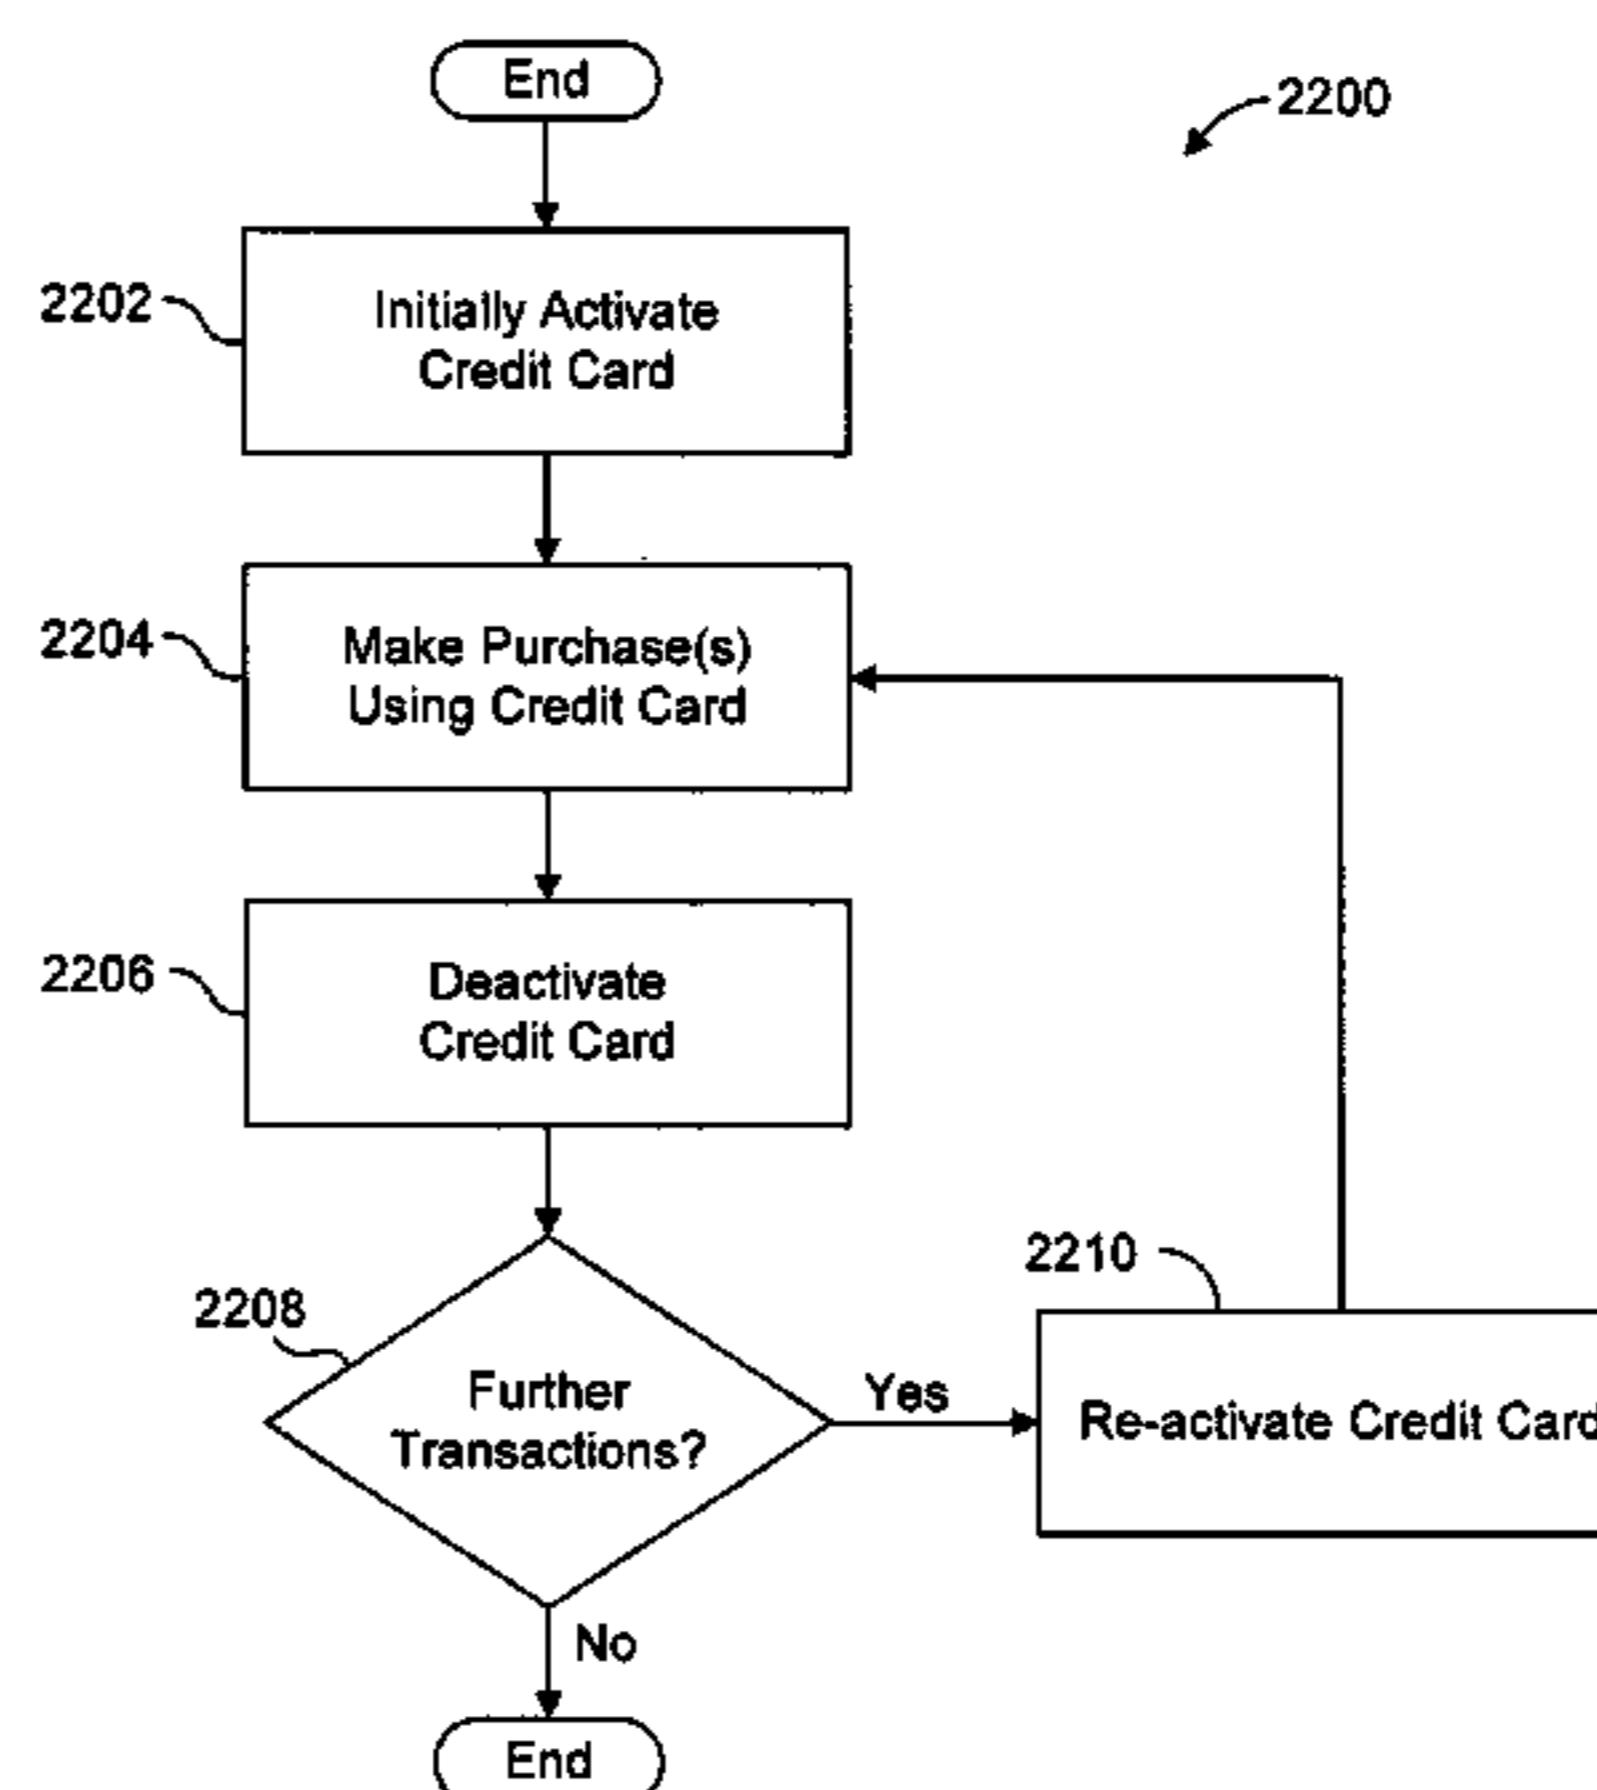 End
2200
2202
Initially Activate
Credit Card
2204
Make Purchase(s)
Using Credit Card
2206
Deactivate
Credit Card
2208
Further
Transactions?
Yes
2210
Re-activate Credit Card
No
End